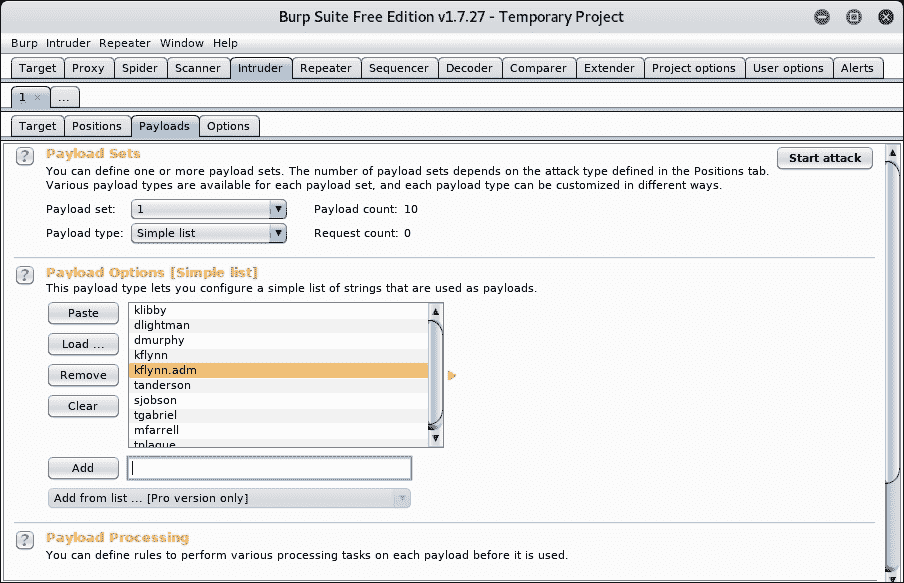 Burp Suite Free Edition v1.7.27 - Temporary Project
Burp Intruder Repeater Window Help
Target Proxy Spider Scanner Intruder Repeater Sequencer Decoder Comparer Extender Project options User options Alerts
1 × ...
Target Positions Payloads Options
? Payload Sets
Start attack
You can define one or more payload sets. The number of payload sets depends on the attack type defined in the Positions tab.
Various payload types are available for each payload set, and each payload type can be customized in different ways.
Payload set: 1 Payload count: 10
Payload type: Simple list Request count: 0
? Payload Options [Simple list]
This payload type lets you configure a simple list of strings that are used as payloads.
Paste
Load ...
Remove
Clear
klibby
dlightman
dmurphy
kflynn
kflynn.adm
tanderson
sjobson
tgabriel
mfarrell
tplague
Add
Add from list ... [Pro version only]
? Payload Processing
You can define rules to perform various processing tasks on each payload before it is used.